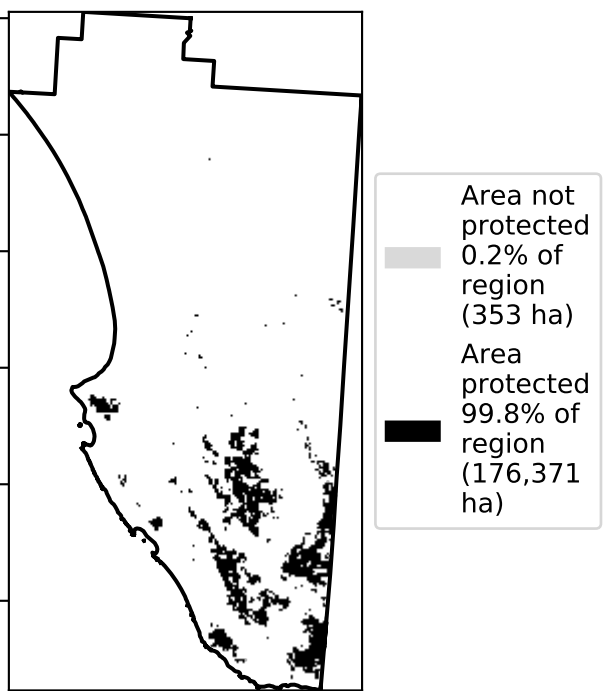 Area not
protected
0.2% of
region
(353 ha)
Area
protected
99.8% of
region
(176,371
ha)